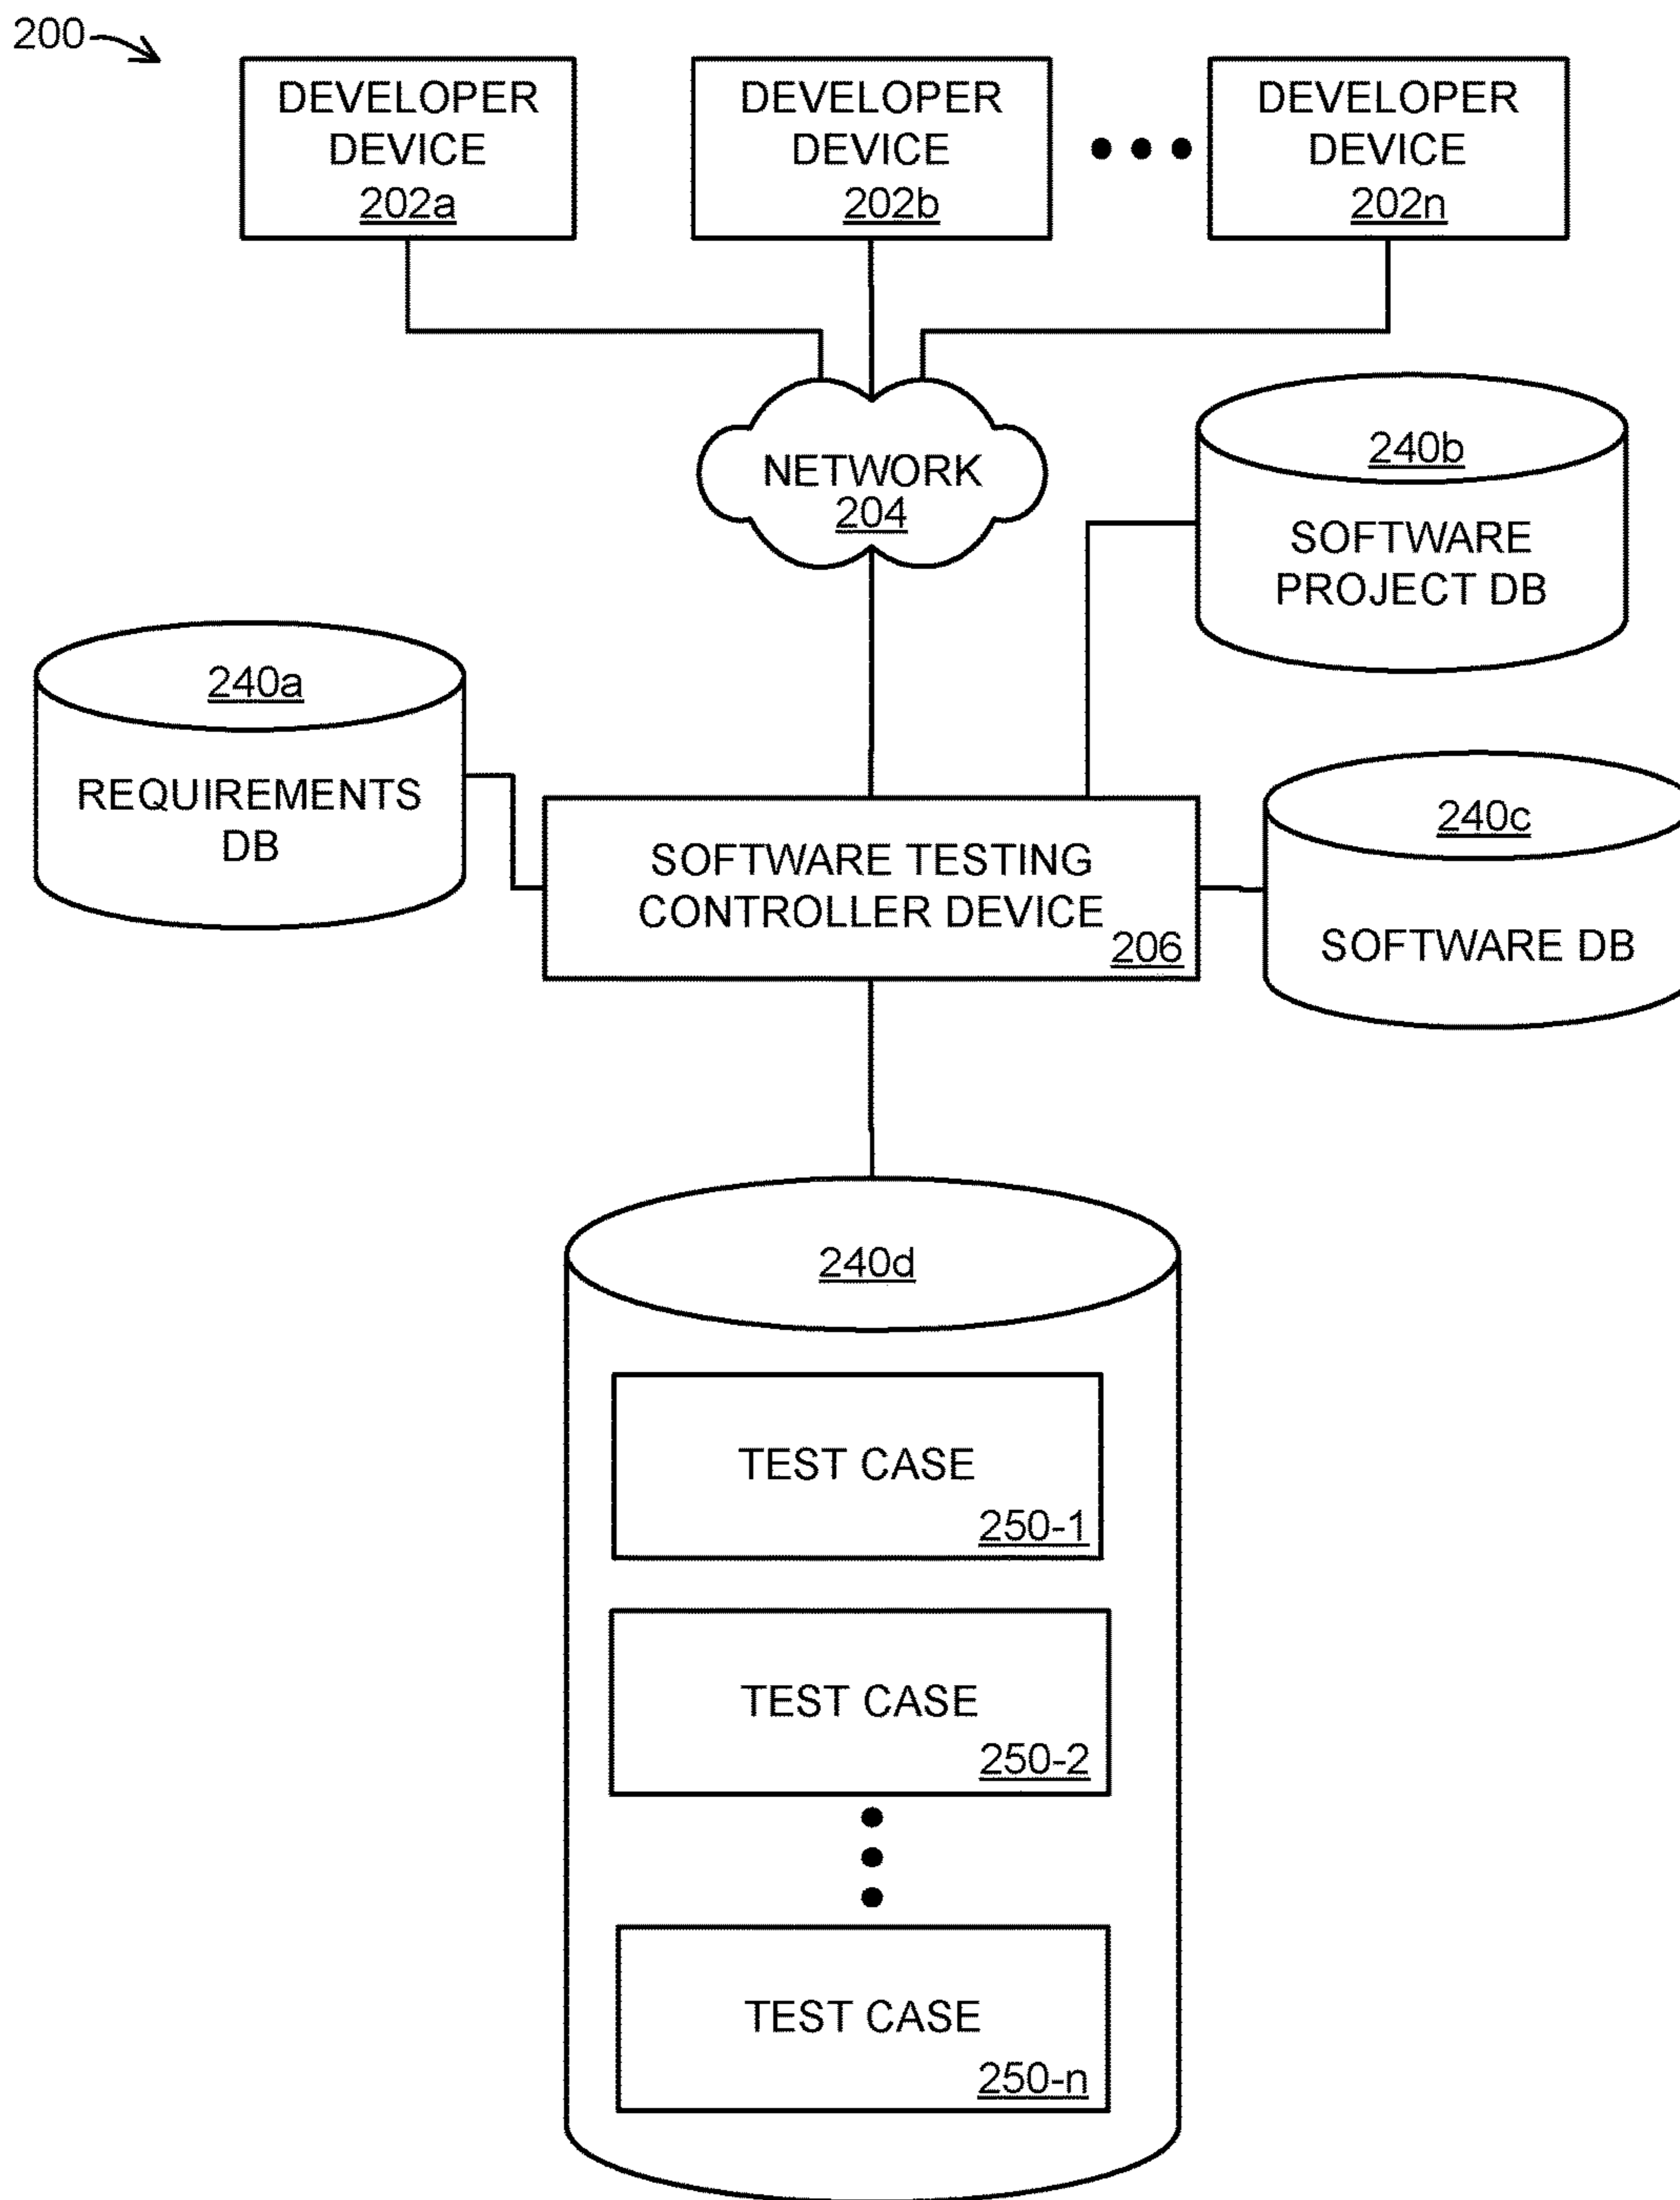 200
DEVELOPER
DEVICE
202a
DEVELOPER
DEVICE
202b
DEVELOPER
DEVICE
202n
NETWORK
204
240b
SOFTWARE
PROJECT DB
240a
REQUIREMENTS
DB
SOFTWARE TESTING
CONTROLLER DEVICE
206
240c
SOFTWARE DB
240d
TEST CASE
250-1
TEST CASE
250-2
TEST CASE
250-n